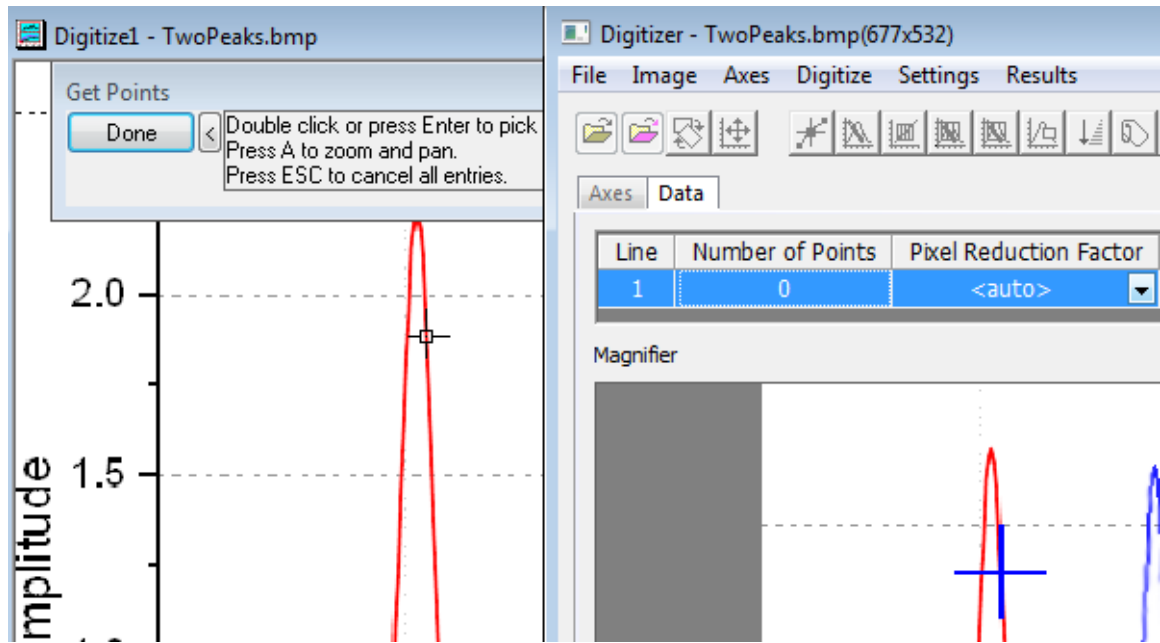 Digitize1 - TwoPeaks.bmp
Get Points
Done
<
Double click or press Enter to pick
Press A to zoom and pan.
Press ESC to cancel all entries.
2.0
1.5
mplitude
Digitizer - TwoPeaks.bmp(677x532)
File Image Axes Digitize Settings Results
Axes Data
Line Number of Points Pixel Reduction Factor
1 0 <auto>
Magnifier